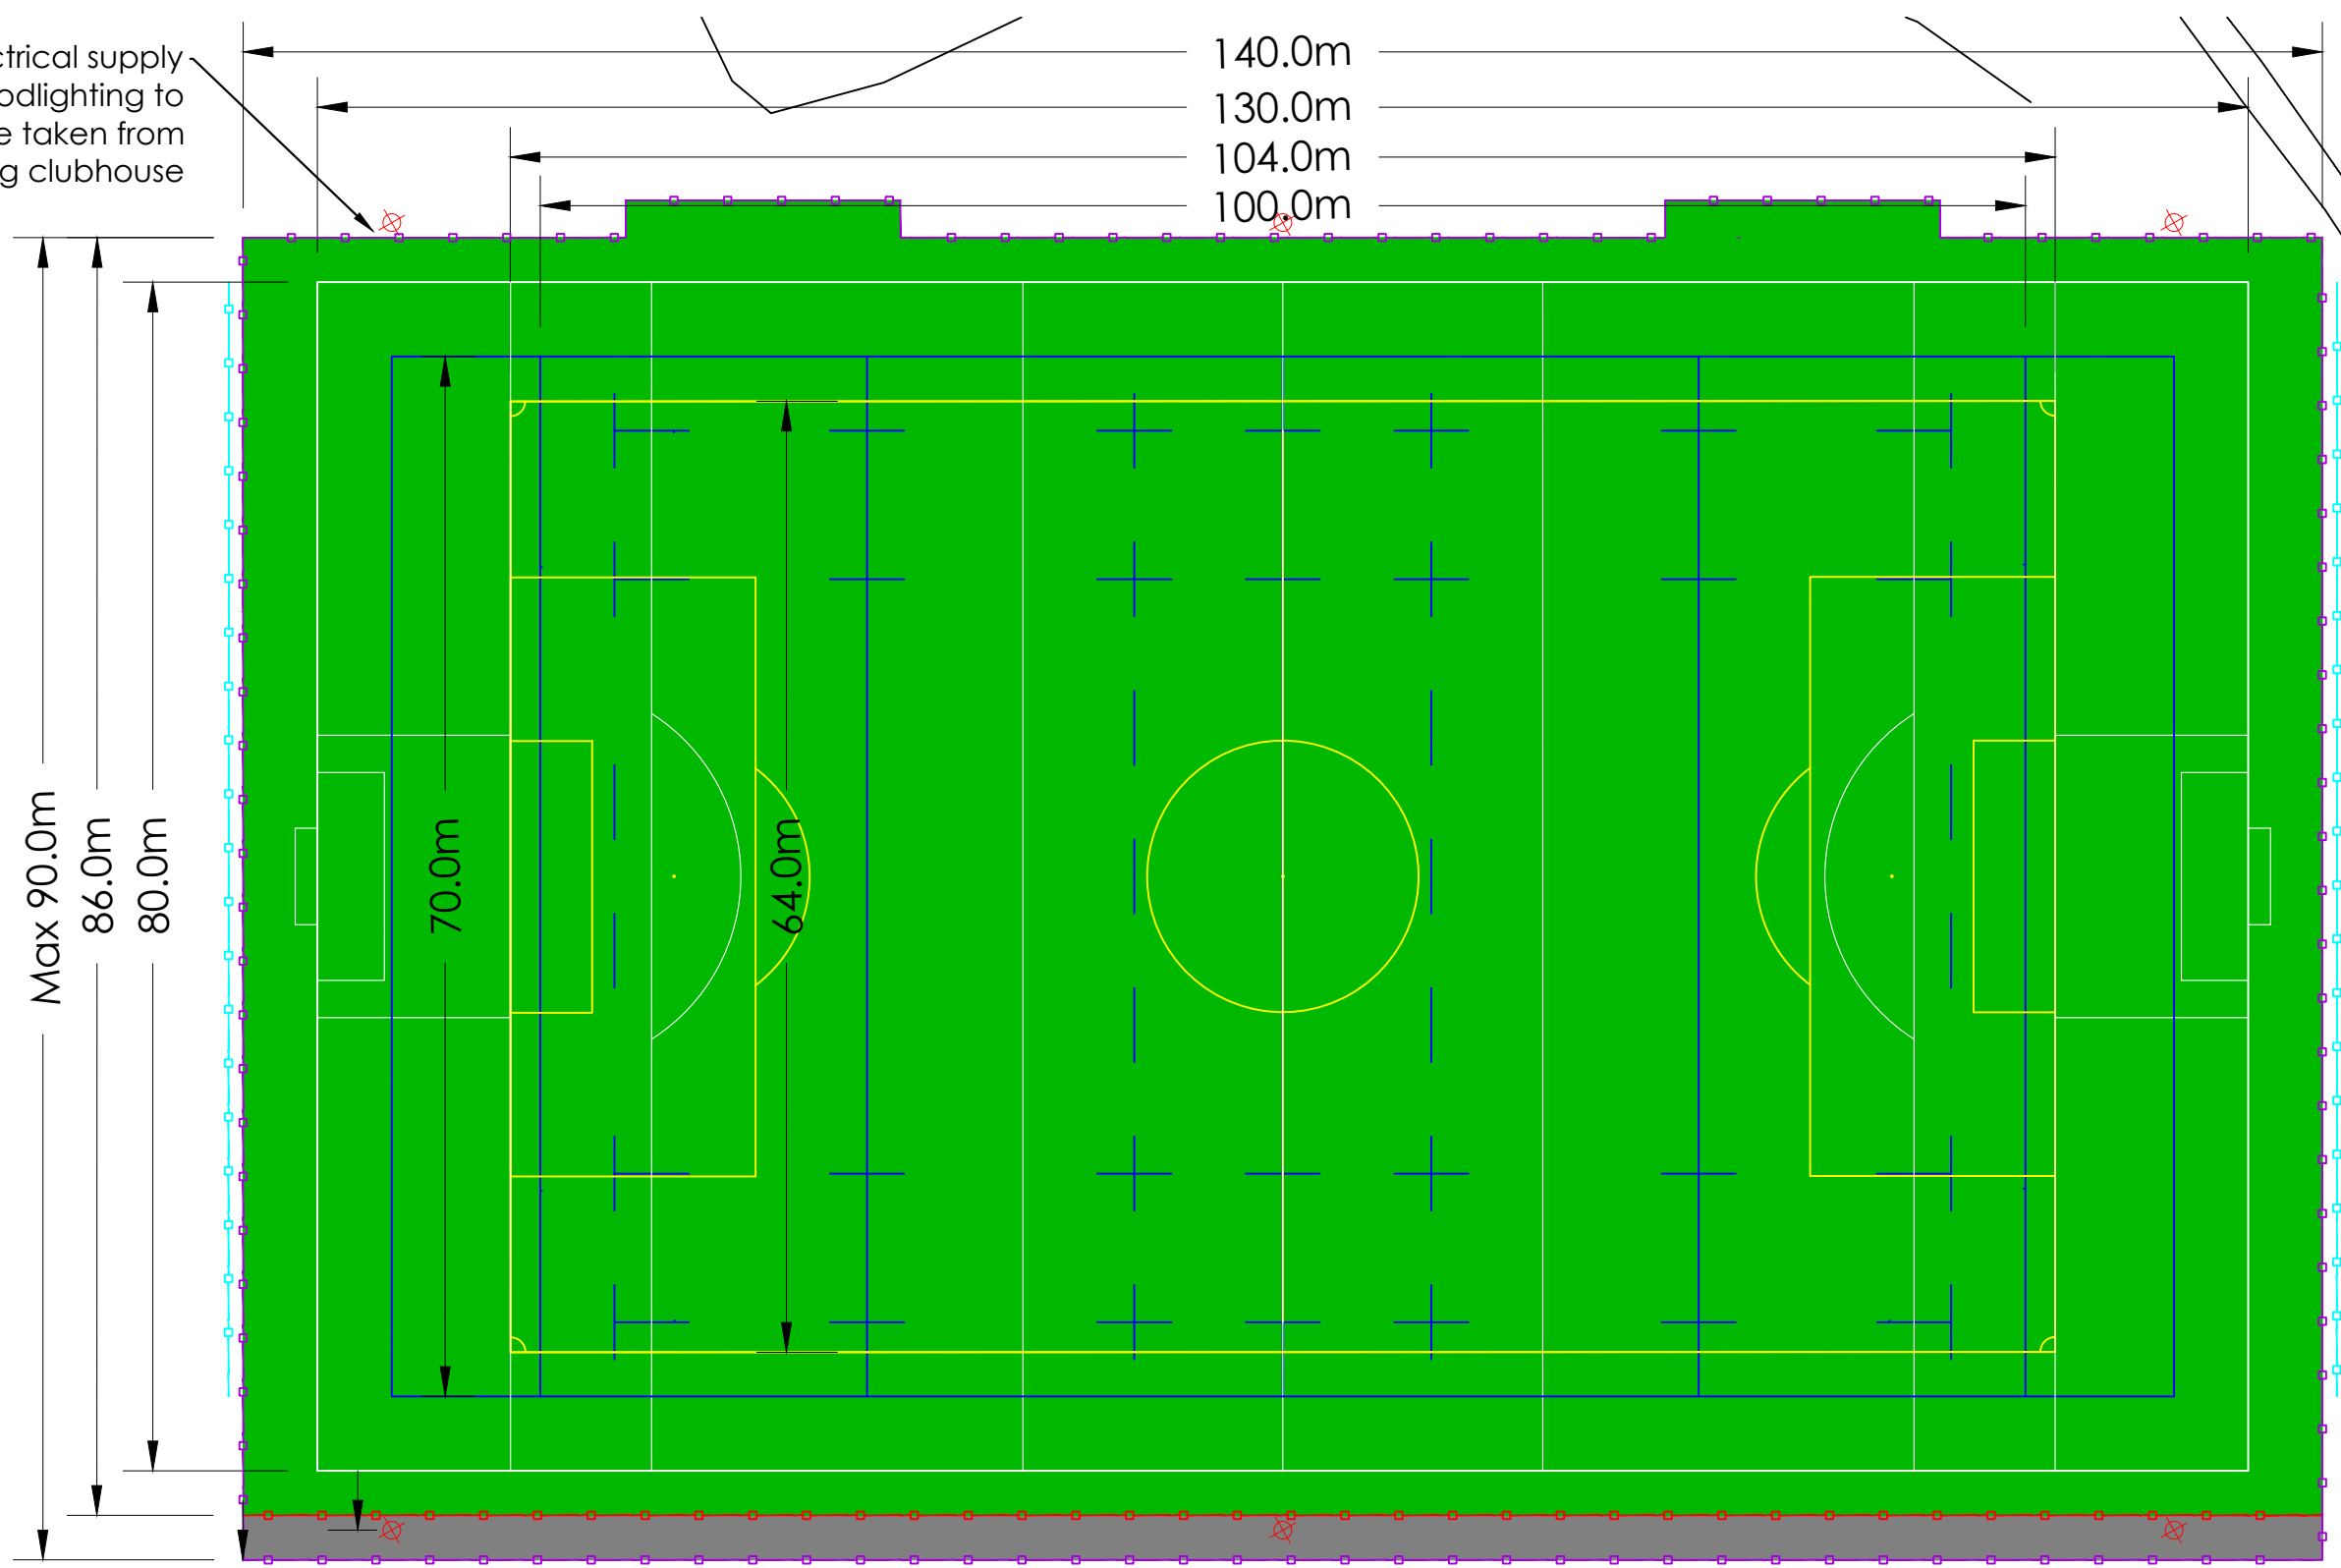 ctrical supply
odlighting to
e taken from
g clubhouse
140.0m
130.0m
104.0m
100.0m
Max 90.0m
86.0m
80.0m
70.0m
64.0m